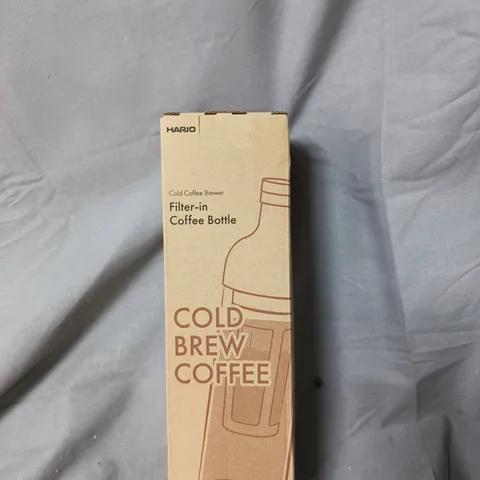 HARIO
Cold Coffee Brewer
Filter-in
Coffee Bottle
COLD
BREW
COFFEE